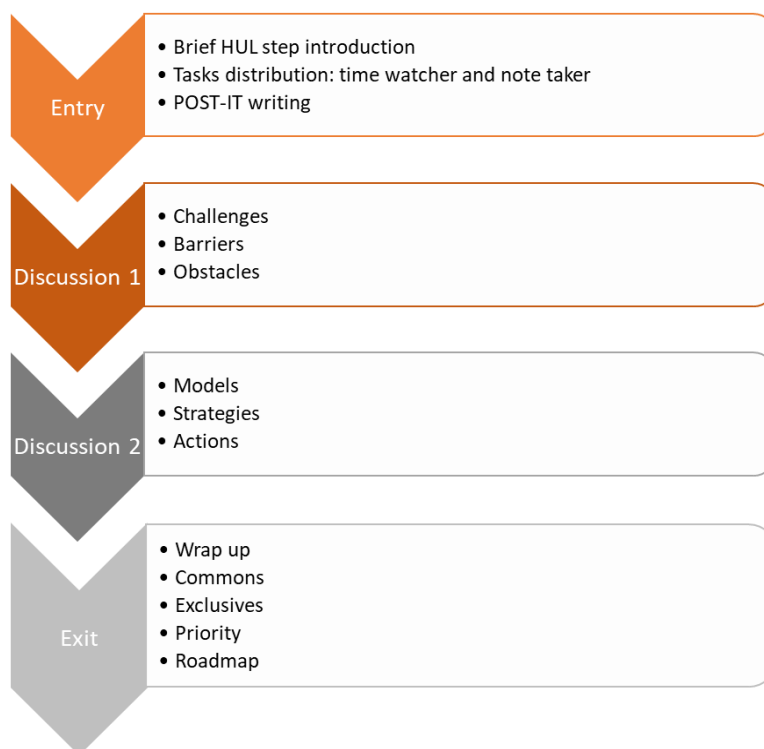 Entry
• Brief HUL step introduction
• Tasks distribution: time watcher and note taker
• POST-IT writing
Discussion 1
• Challenges
• Barriers
• Obstacles
Discussion 2
• Models
• Strategies
• Actions
Exit
• Wrap up
• Commons
• Exclusives
• Priority
• Roadmap